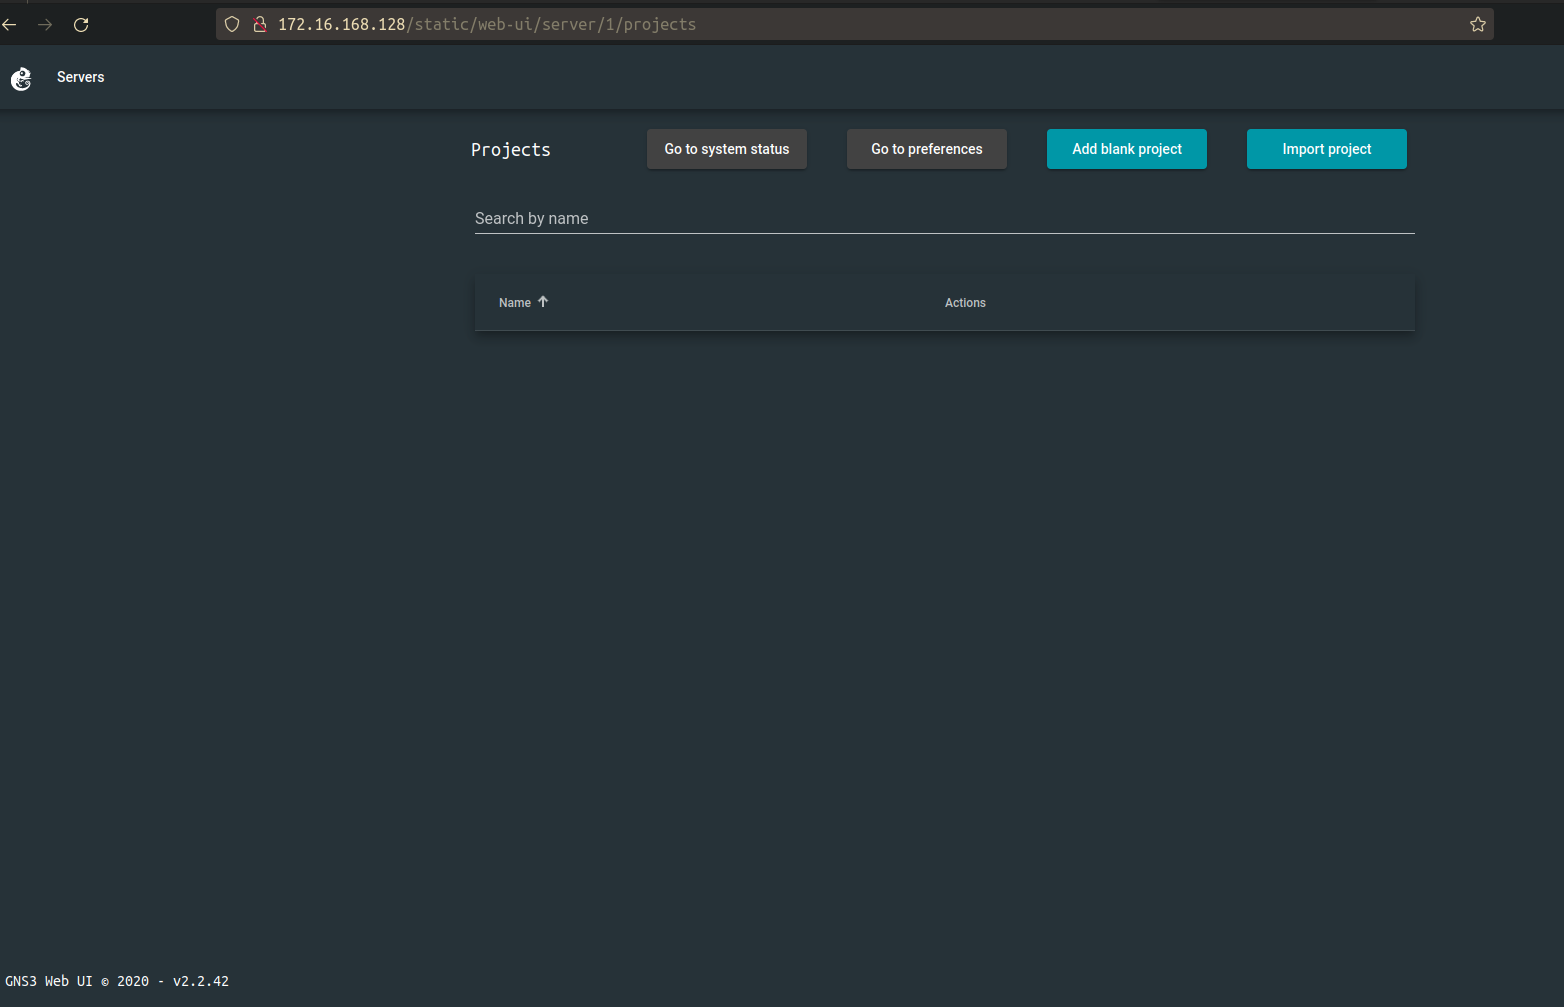 172.16.168.128/static/web-ui/server/1/projects
Servers
Projects Go to system status Go to preferences Add blank project Import project
Search by name
Name Actions
GNS3 Web UI © 2020 - v2.2.42